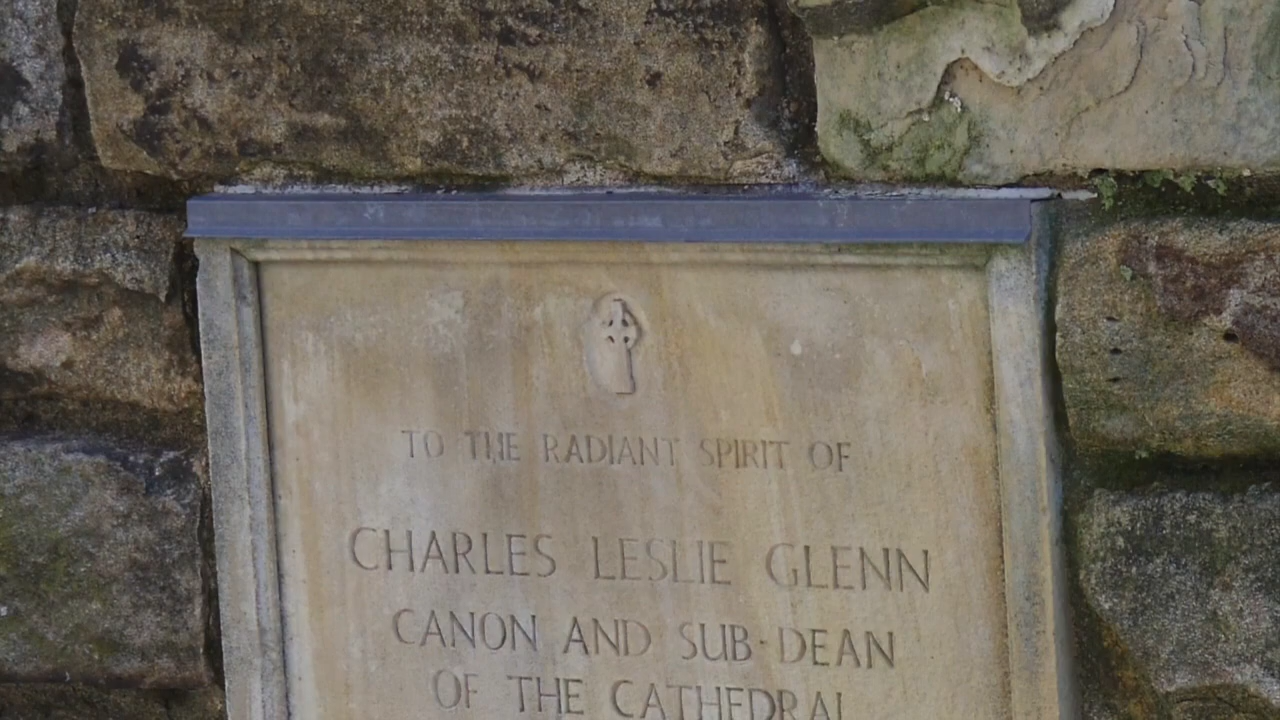 TO THE RADIANT SPIRIT OF
CHARLES LESLIE GLENN
CANON AND SUB-DEAN
OF THE CATHEDRAL